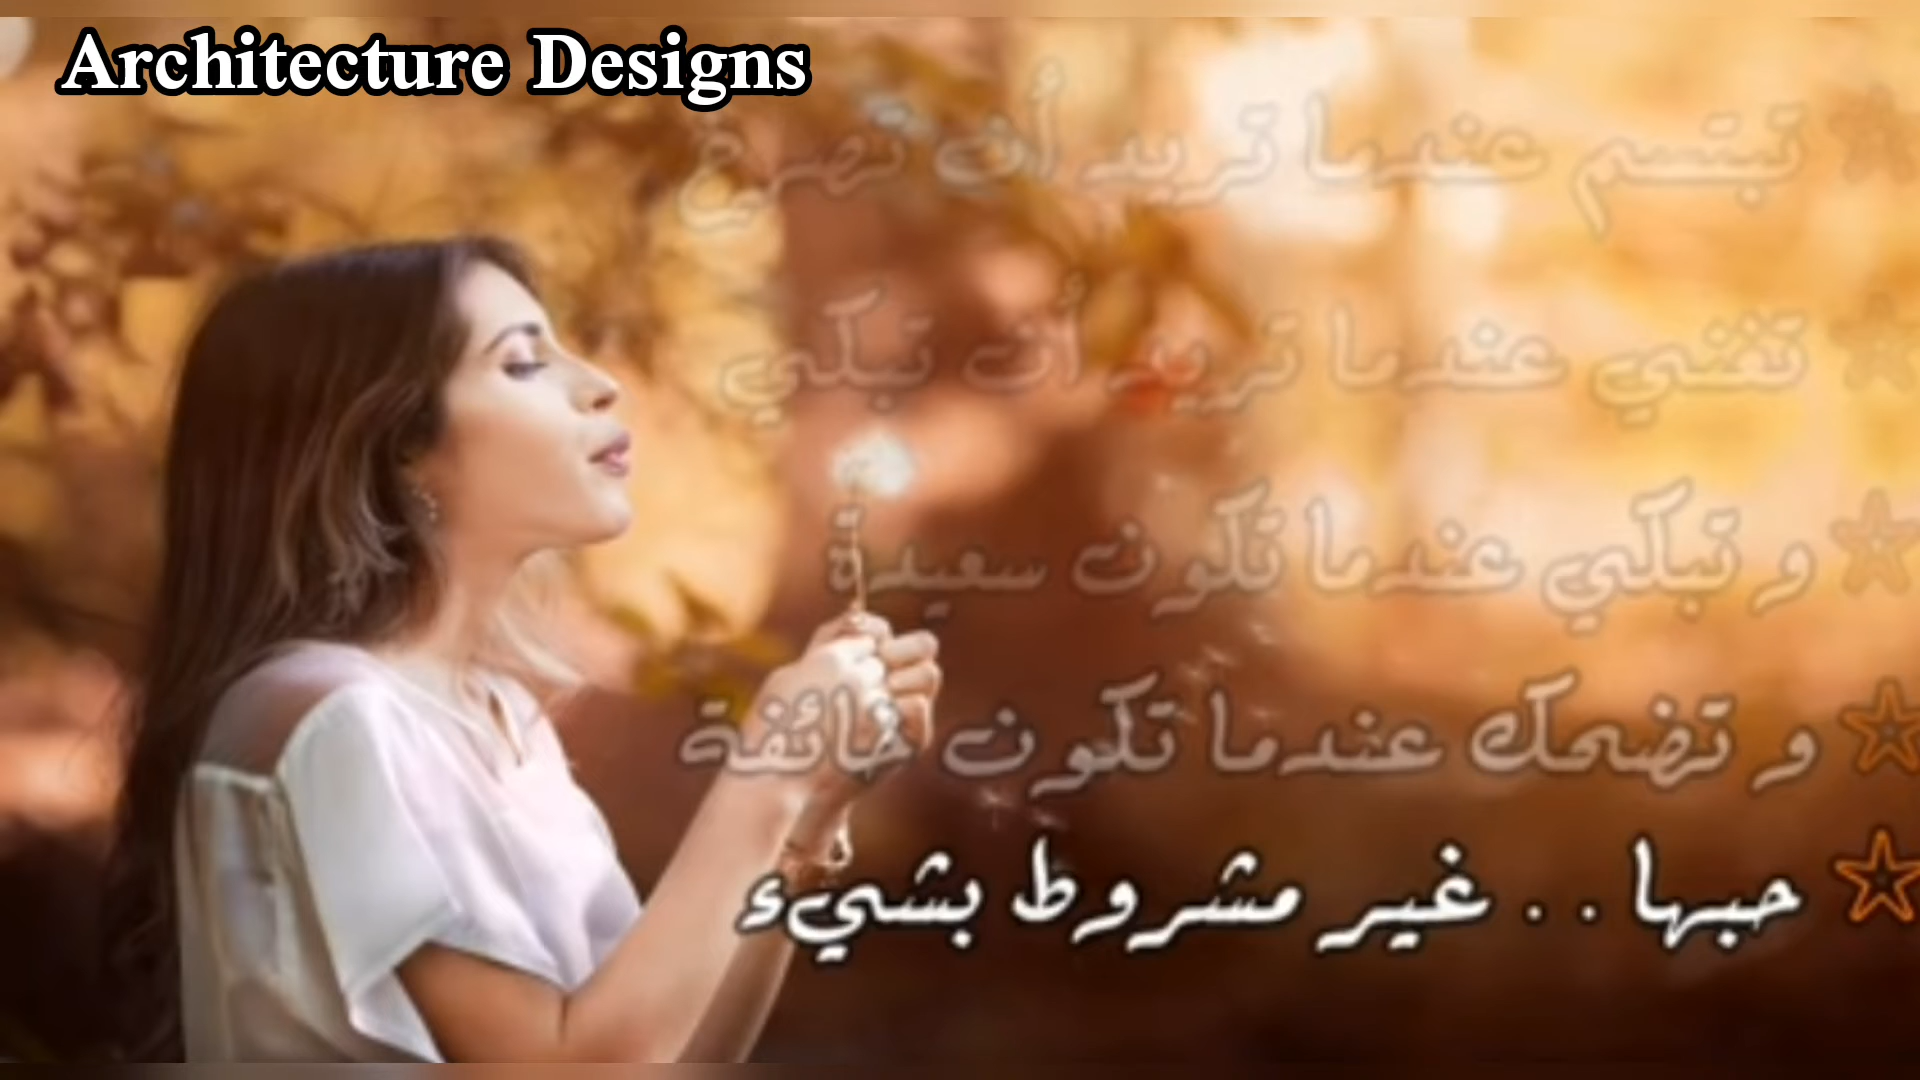 Architecture Designs
تبتسم عندما تريد أن تصرخ
تغني عندما تريد أن تبكي
و تبكي عندما تكون سعيدة
و تضحك عندما تكون خائفة
حبها . . غير مشروط بشيء